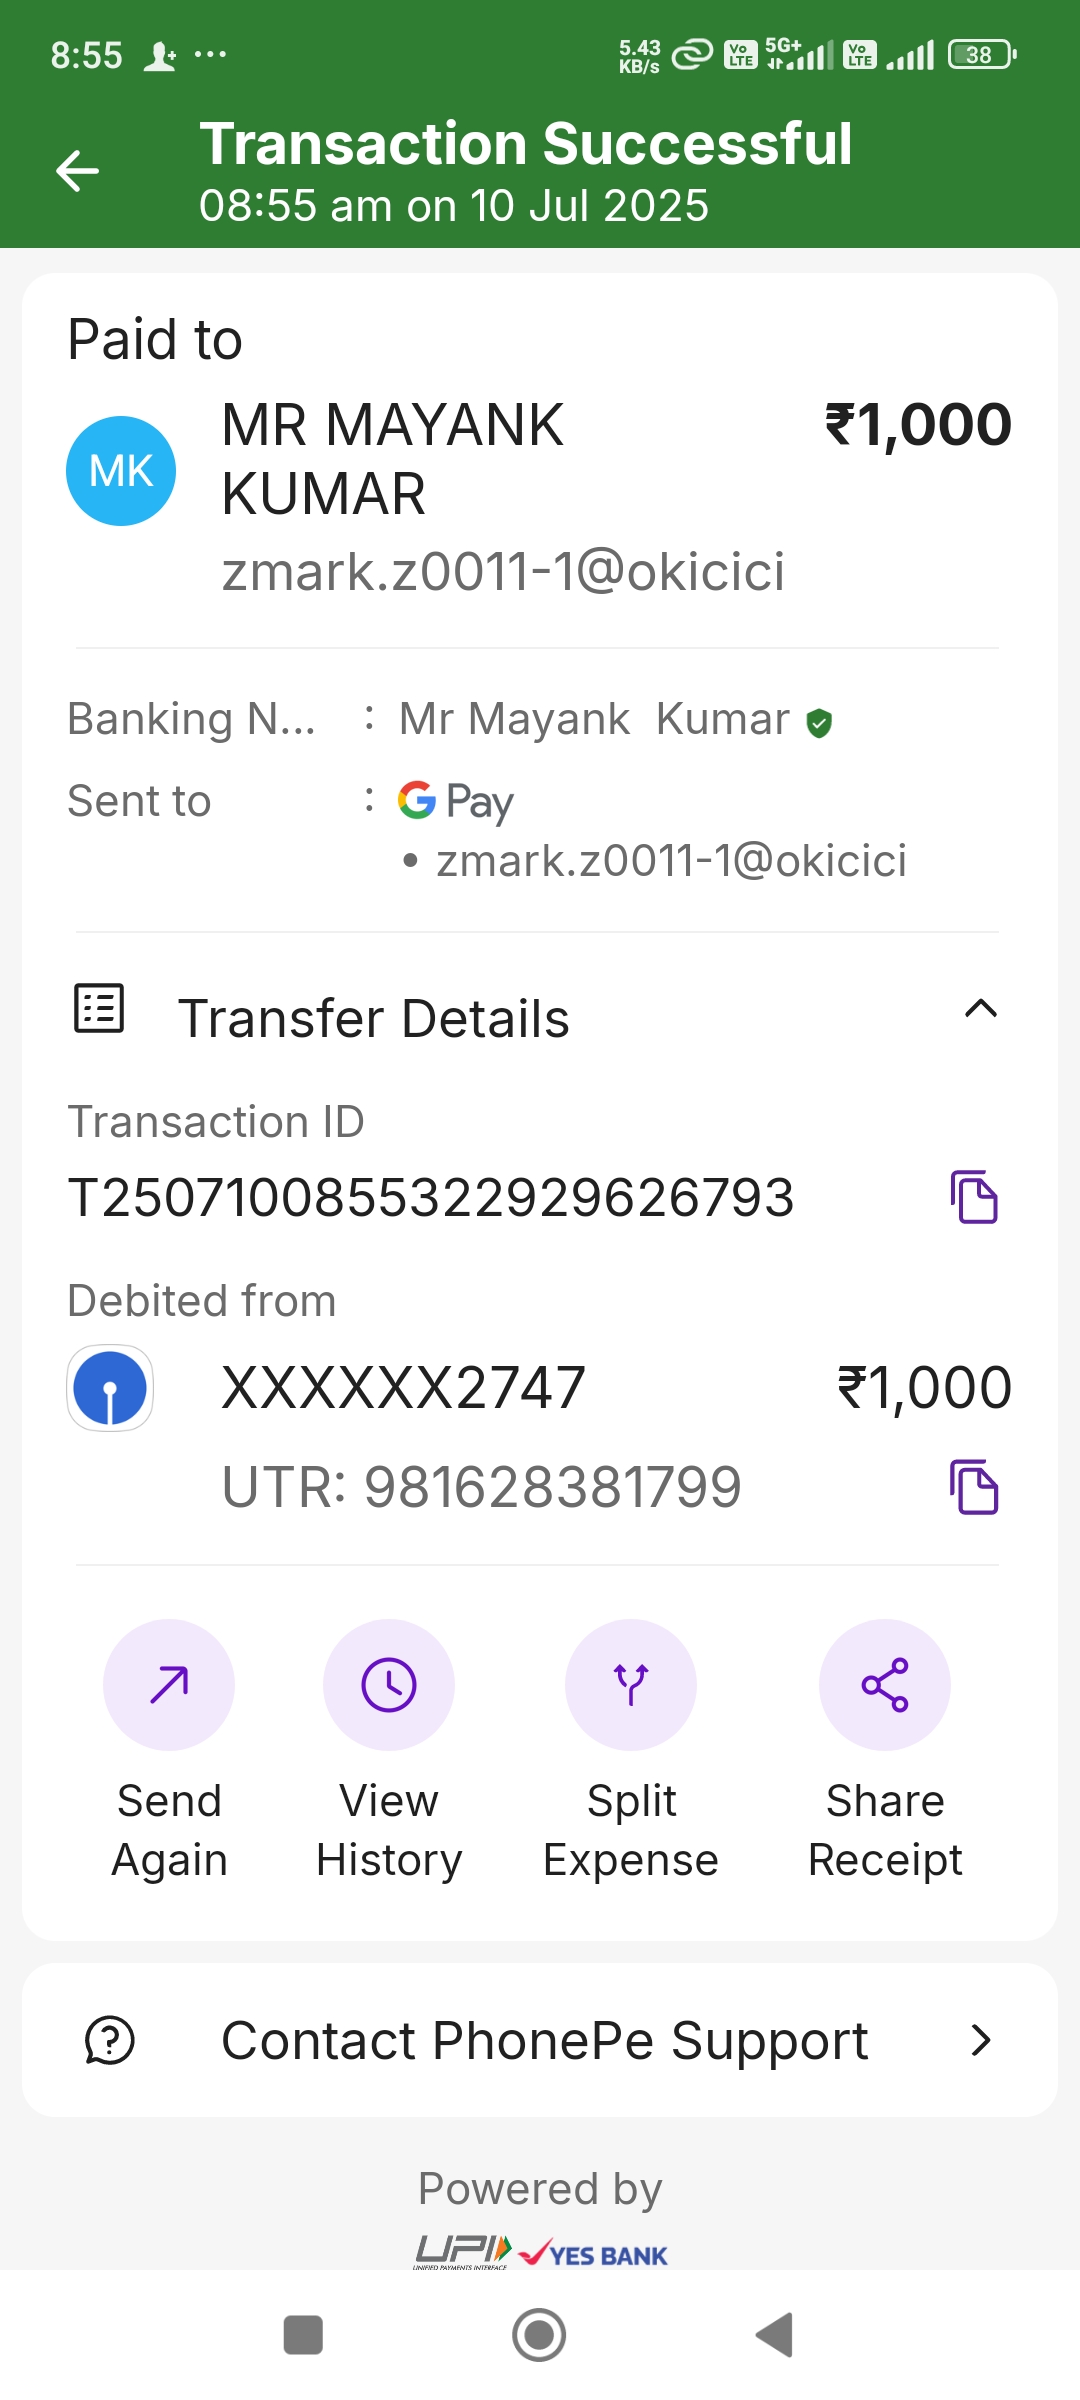 8:55 ... 5.43 KB/s Vo LTE 5G+ Vo LTE 38
Transaction Successful
08:55 am on 10 Jul 2025
Paid to
MK MR MAYANK KUMAR ₹1,000
zmark.z0011-1@okicici
Banking N... : Mr Mayank Kumar
Sent to : G Pay
• zmark.z0011-1@okicici
Transfer Details
Transaction ID
T2507100855322929626793
Debited from
XXXXXX2747 ₹1,000
UTR: 981628381799
Send Again
View History
Split Expense
Share Receipt
Contact PhonePe Support
Powered by
UPI UNIFIED PAYMENTS INTERFACE YES BANK